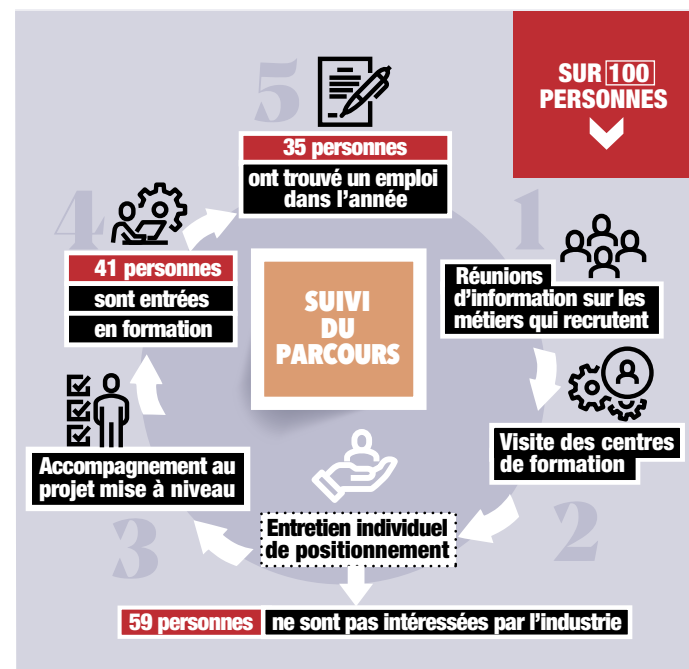 SUR 100
PERSONNES
1
Réunions
d'information sur les
métiers qui recrutent
2
Visite des centres
de formation
Entretien individuel
de positionnement
59 personnes ne sont pas intéressées par l'industrie
3
Accompagnement au
projet mise à niveau
4
41 personnes
sont entrées
en formation
5
35 personnes
ont trouvé un emploi
dans l'année
SUIVI
DU
PARCOURS